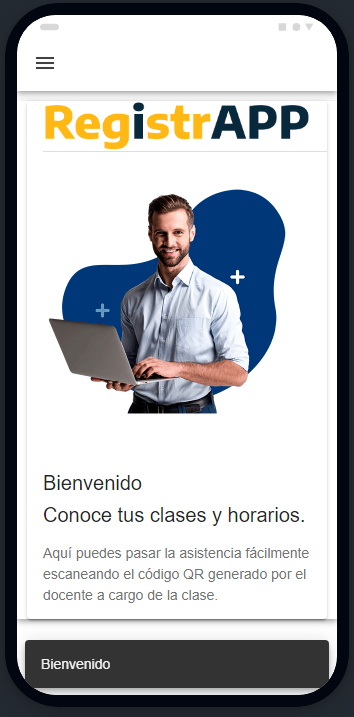 RegistrAPP
Bienvenido
Conoce tus clases y horarios.
Aquí puedes pasar la asistencia fácilmente
escaneando el código QR generado por el
docente a cargo de la clase.
Bienvenido